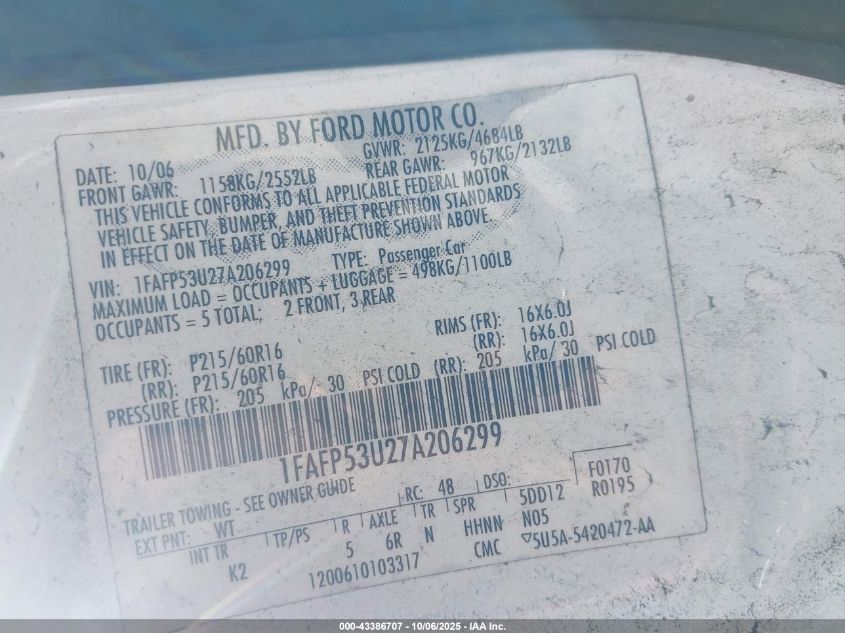 MFD. BY FORD MOTOR CO.
DATE: 10/06 GVWR: 2125KG/4684LB
FRONT GAWR: 1158KG/2552LB REAR GAWR: 967KG/2132LB
THIS VEHICLE CONFORMS TO ALL APPLICABLE FEDERAL MOTOR
VEHICLE SAFETY, BUMPER, AND THEFT PREVENTION STANDARDS
IN EFFECT ON THE DATE OF MANUFACTURE SHOWN ABOVE
VIN: 1FAFP53U27A206299 TYPE: Passenger Car
MAXIMUM LOAD = OCCUPANTS + LUGGAGE = 498KG/1100LB
OCCUPANTS = 5 TOTAL; 2 FRONT, 3 REAR
TIRE (FR): P215/60R16 RIMS (FR): 16X6.0J
(RR): P215/60R16 (RR): 16X6.0J
PRESSURE (FR): 205 kPa/ 30 PSI COLD (RR): 205 kPa/ 30 PSI COLD
1FAFP53U27A206299
TRAILER TOWING - SEE OWNER GUIDE RC: 48 DSO: F0170
EXT PNT: WT 5DD12 R0195
INT TR TP/PS R AXLE TR SPR N05
K2 5 6R N HHNN
1200610103317 CMC ▽5U5A-5420472-AA
000-43386707 - 10/06/2025 - IAA Inc.